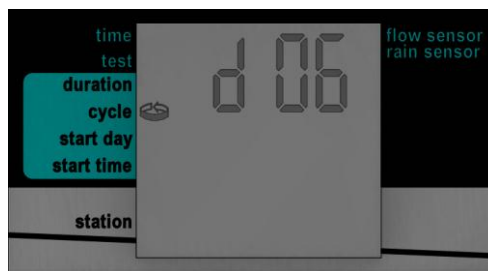 time
test
duration
cycle
start day
start time
station
d 06
flow sensor
rain sensor